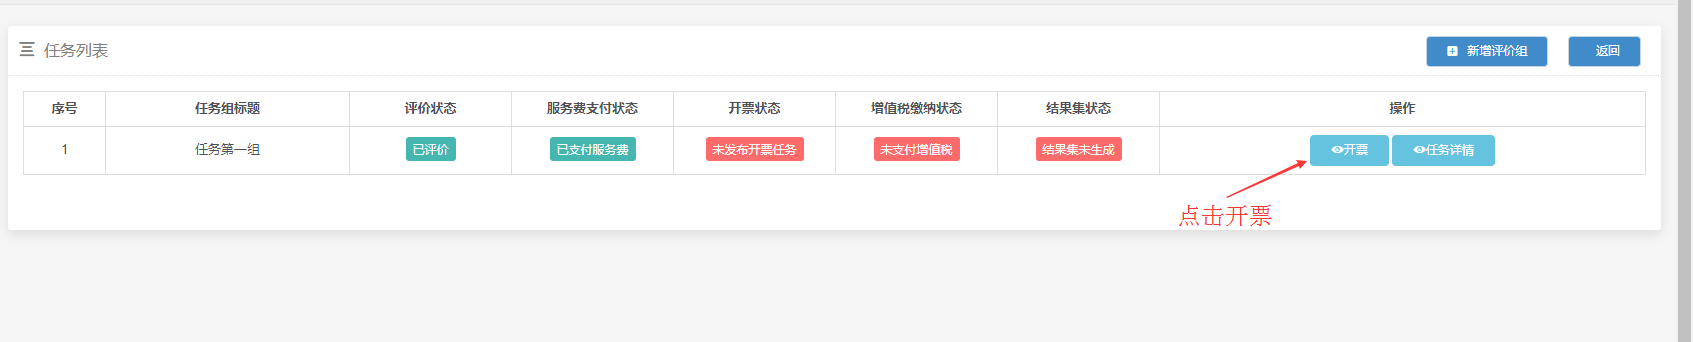 任务列表
新增评价组 返回
序号 任务组标题 评价状态 服务费支付状态 开票状态 增值税缴纳状态 结果集状态 操作
1 任务第一组 已评价 已支付服务费 未发布开票任务 未支付增值税 结果集未生成 开票 任务详情
点击开票